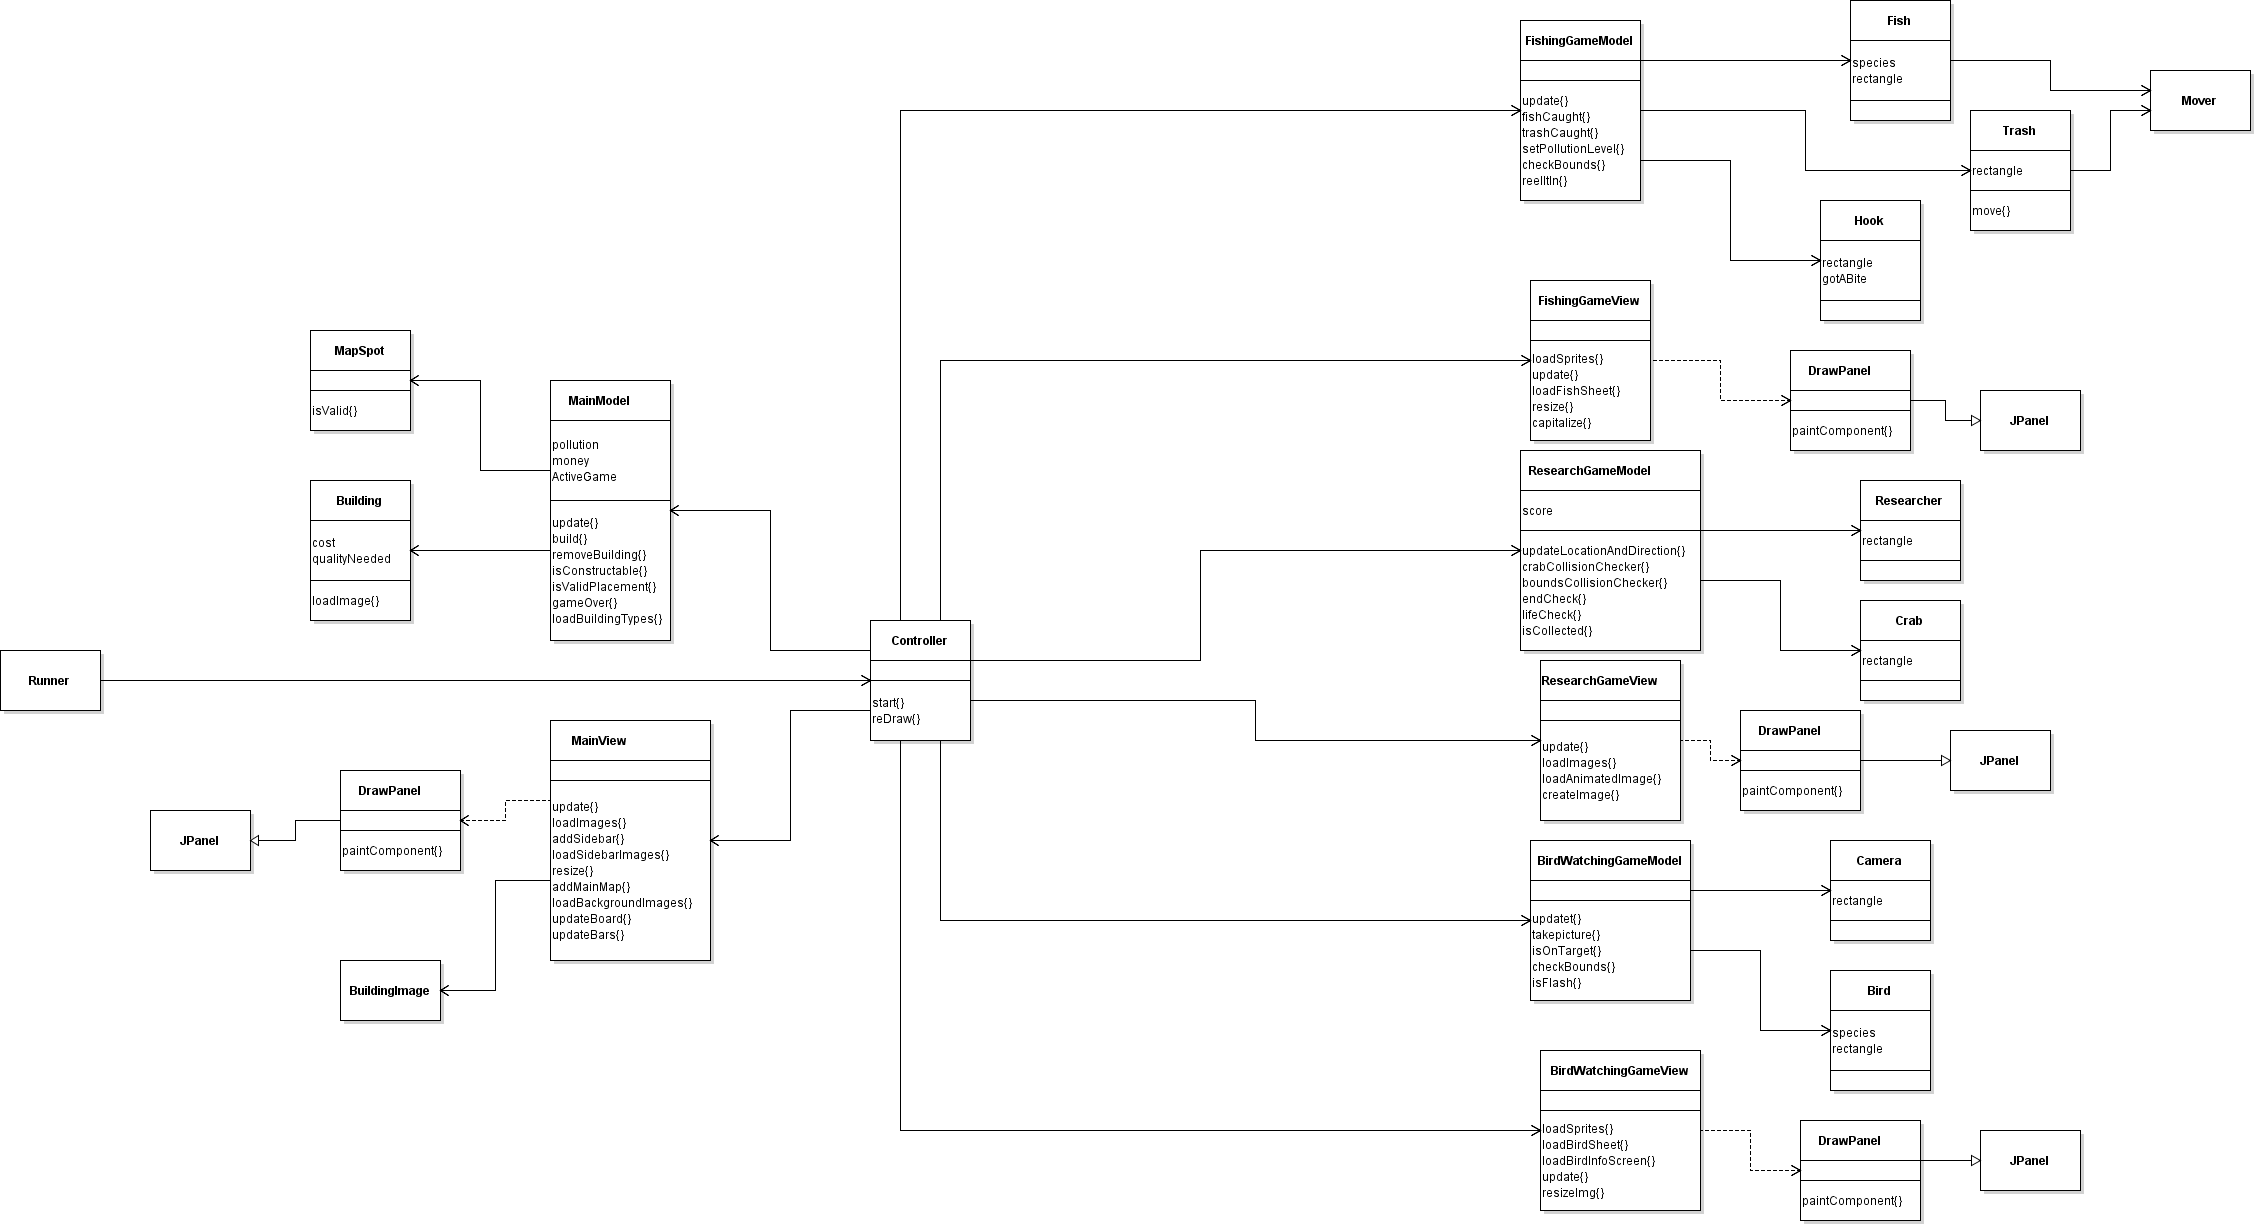 FishingGameModel
update{}
fishCaught{}
trashCaught{}
setPollutionLevel{}
checkBounds{}
reelItIn{}
Fish
species
rectangle
Mover
Trash
rectangle
move{}
Hook
rectangle
gotABite
FishingGameView
loadSprites{}
update{}
loadFishSheet{}
resize{}
capitalize{}
DrawPanel
paintComponent{}
JPanel
MapSpot
isValid{}
MainModel
pollution
money
ActiveGame
update{}
build{}
removeBuilding{}
isConstructable{}
isValidPlacement{}
gameOver{}
loadBuildingTypes{}
Building
cost
qualityNeeded
loadImage{}
ResearchGameModel
score
updateLocationAndDirection{}
crabCollisionChecker{}
boundsCollisionChecker{}
endCheck{}
lifeCheck{}
isCollected{}
Researcher
rectangle
Crab
rectangle
Runner
Controller
start{}
reDraw{}
ResearchGameView
update{}
loadImages{}
loadAnimatedImage{}
createImage{}
DrawPanel
paintComponent{}
JPanel
MainView
update{}
loadImages{}
addSidebar{}
loadSidebarImages{}
resize{}
addMainMap{}
loadBackgroundImages{}
updateBoard{}
updateBars{}
DrawPanel
paintComponent{}
JPanel
BuildingImage
BirdWatchingGameModel
updatet{}
takepicture{}
isOnTarget{}
checkBounds{}
isFlash{}
Camera
rectangle
Bird
species
rectangle
BirdWatchingGameView
loadSprites{}
loadBirdSheet{}
loadBirdInfoScreen{}
update{}
resizeImg{}
DrawPanel
paintComponent{}
JPanel